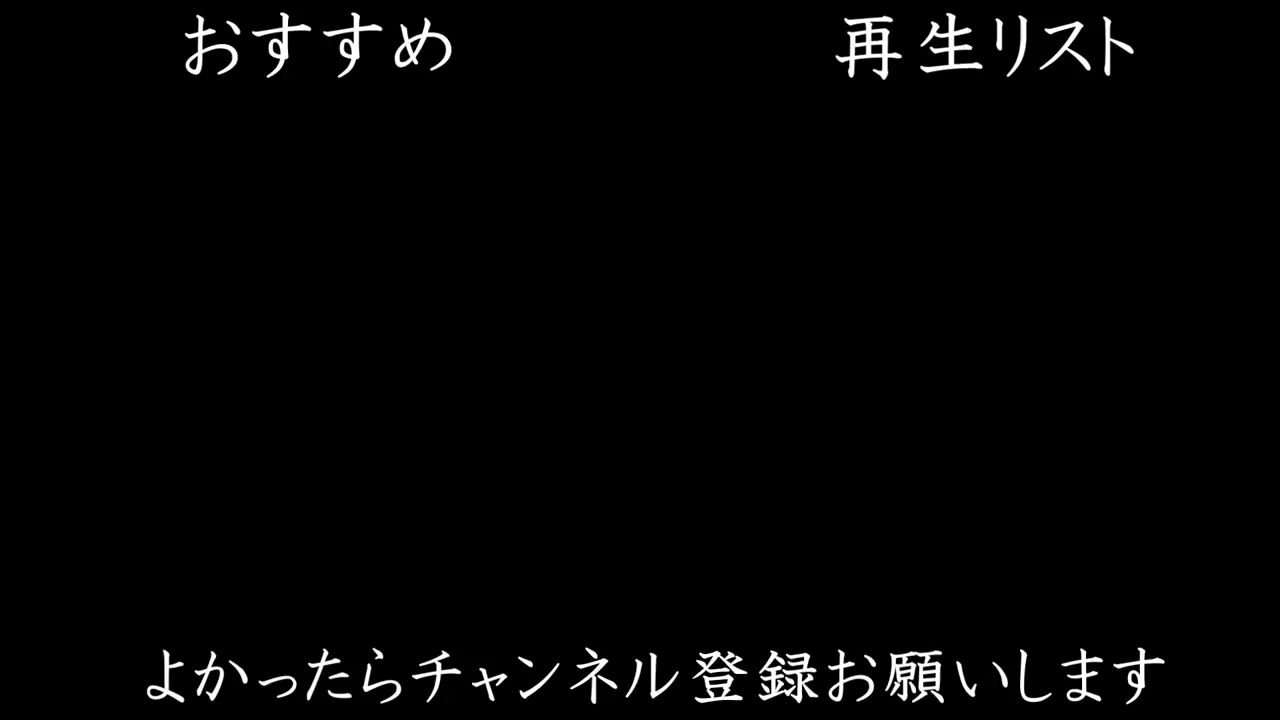 おすすめ
再生リスト
よかったらチャンネル登録お願いします